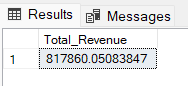 Results Messages
Total_Revenue
1 817860.05083847